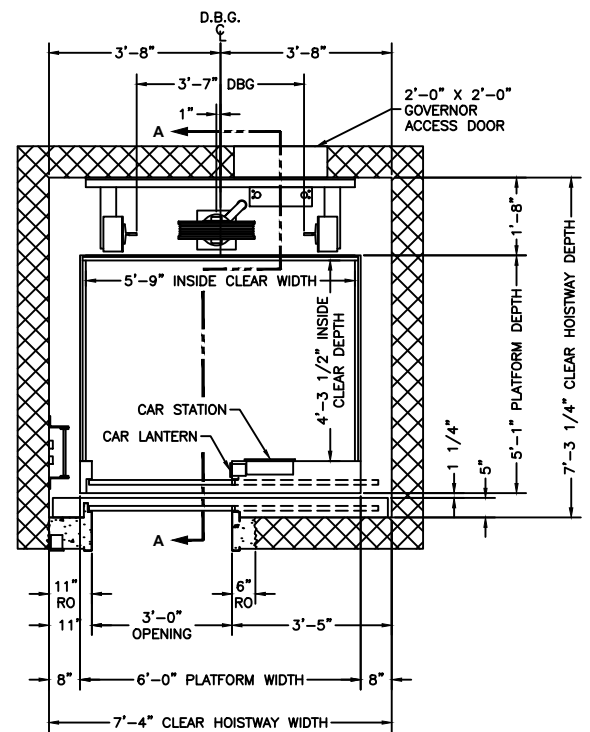 D.B.G.
C
L
3'-8"
3'-8"
3'-7" DBG
1"
A
2'-0" X 2'-0"
GOVERNOR
ACCESS DOOR
1'-8"
5'-9" INSIDE CLEAR WIDTH
4'-3 1/2" INSIDE
CLEAR DEPTH
5'-1" PLATFORM DEPTH
7'-3 1/4" CLEAR HOISTWAY DEPTH
CAR STATION
CAR LANTERN
1 1/4"
5"
A
11"
RO
6"
RO
11"
3'-0"
OPENING
3'-5"
8"
6'-0" PLATFORM WIDTH
8"
7'-4" CLEAR HOISTWAY WIDTH